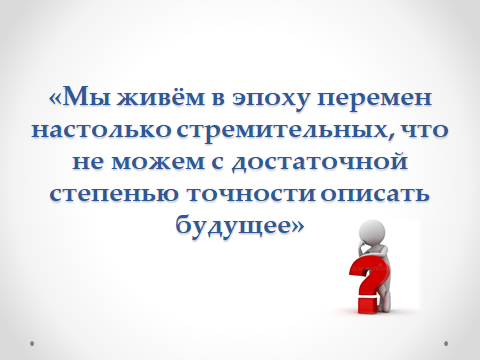 «Мы живём в эпоху перемен
настолько стремительных, что
не можем с достаточной
степенью точности описать
будущее»
?